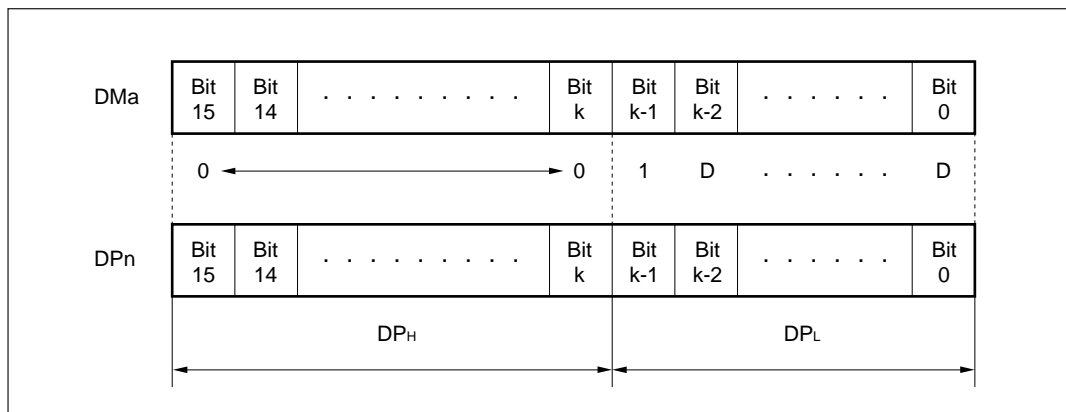 DMa Bit 15 Bit 14 . . . . . . . . . Bit k Bit k-1 Bit k-2 . . . . . . Bit 0
0 0 1 D . . . . . . D
DPn Bit 15 Bit 14 . . . . . . . . . Bit k Bit k-1 Bit k-2 . . . . . . Bit 0
DPH DPL